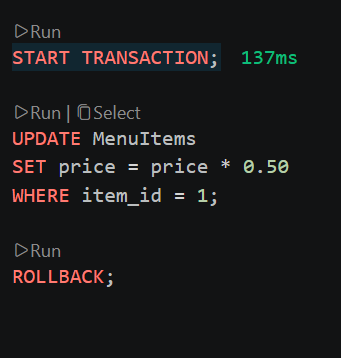 Run
START TRANSACTION; 137ms
Run | Select
UPDATE MenuItems
SET price = price * 0.50
WHERE item_id = 1;
Run
ROLLBACK;